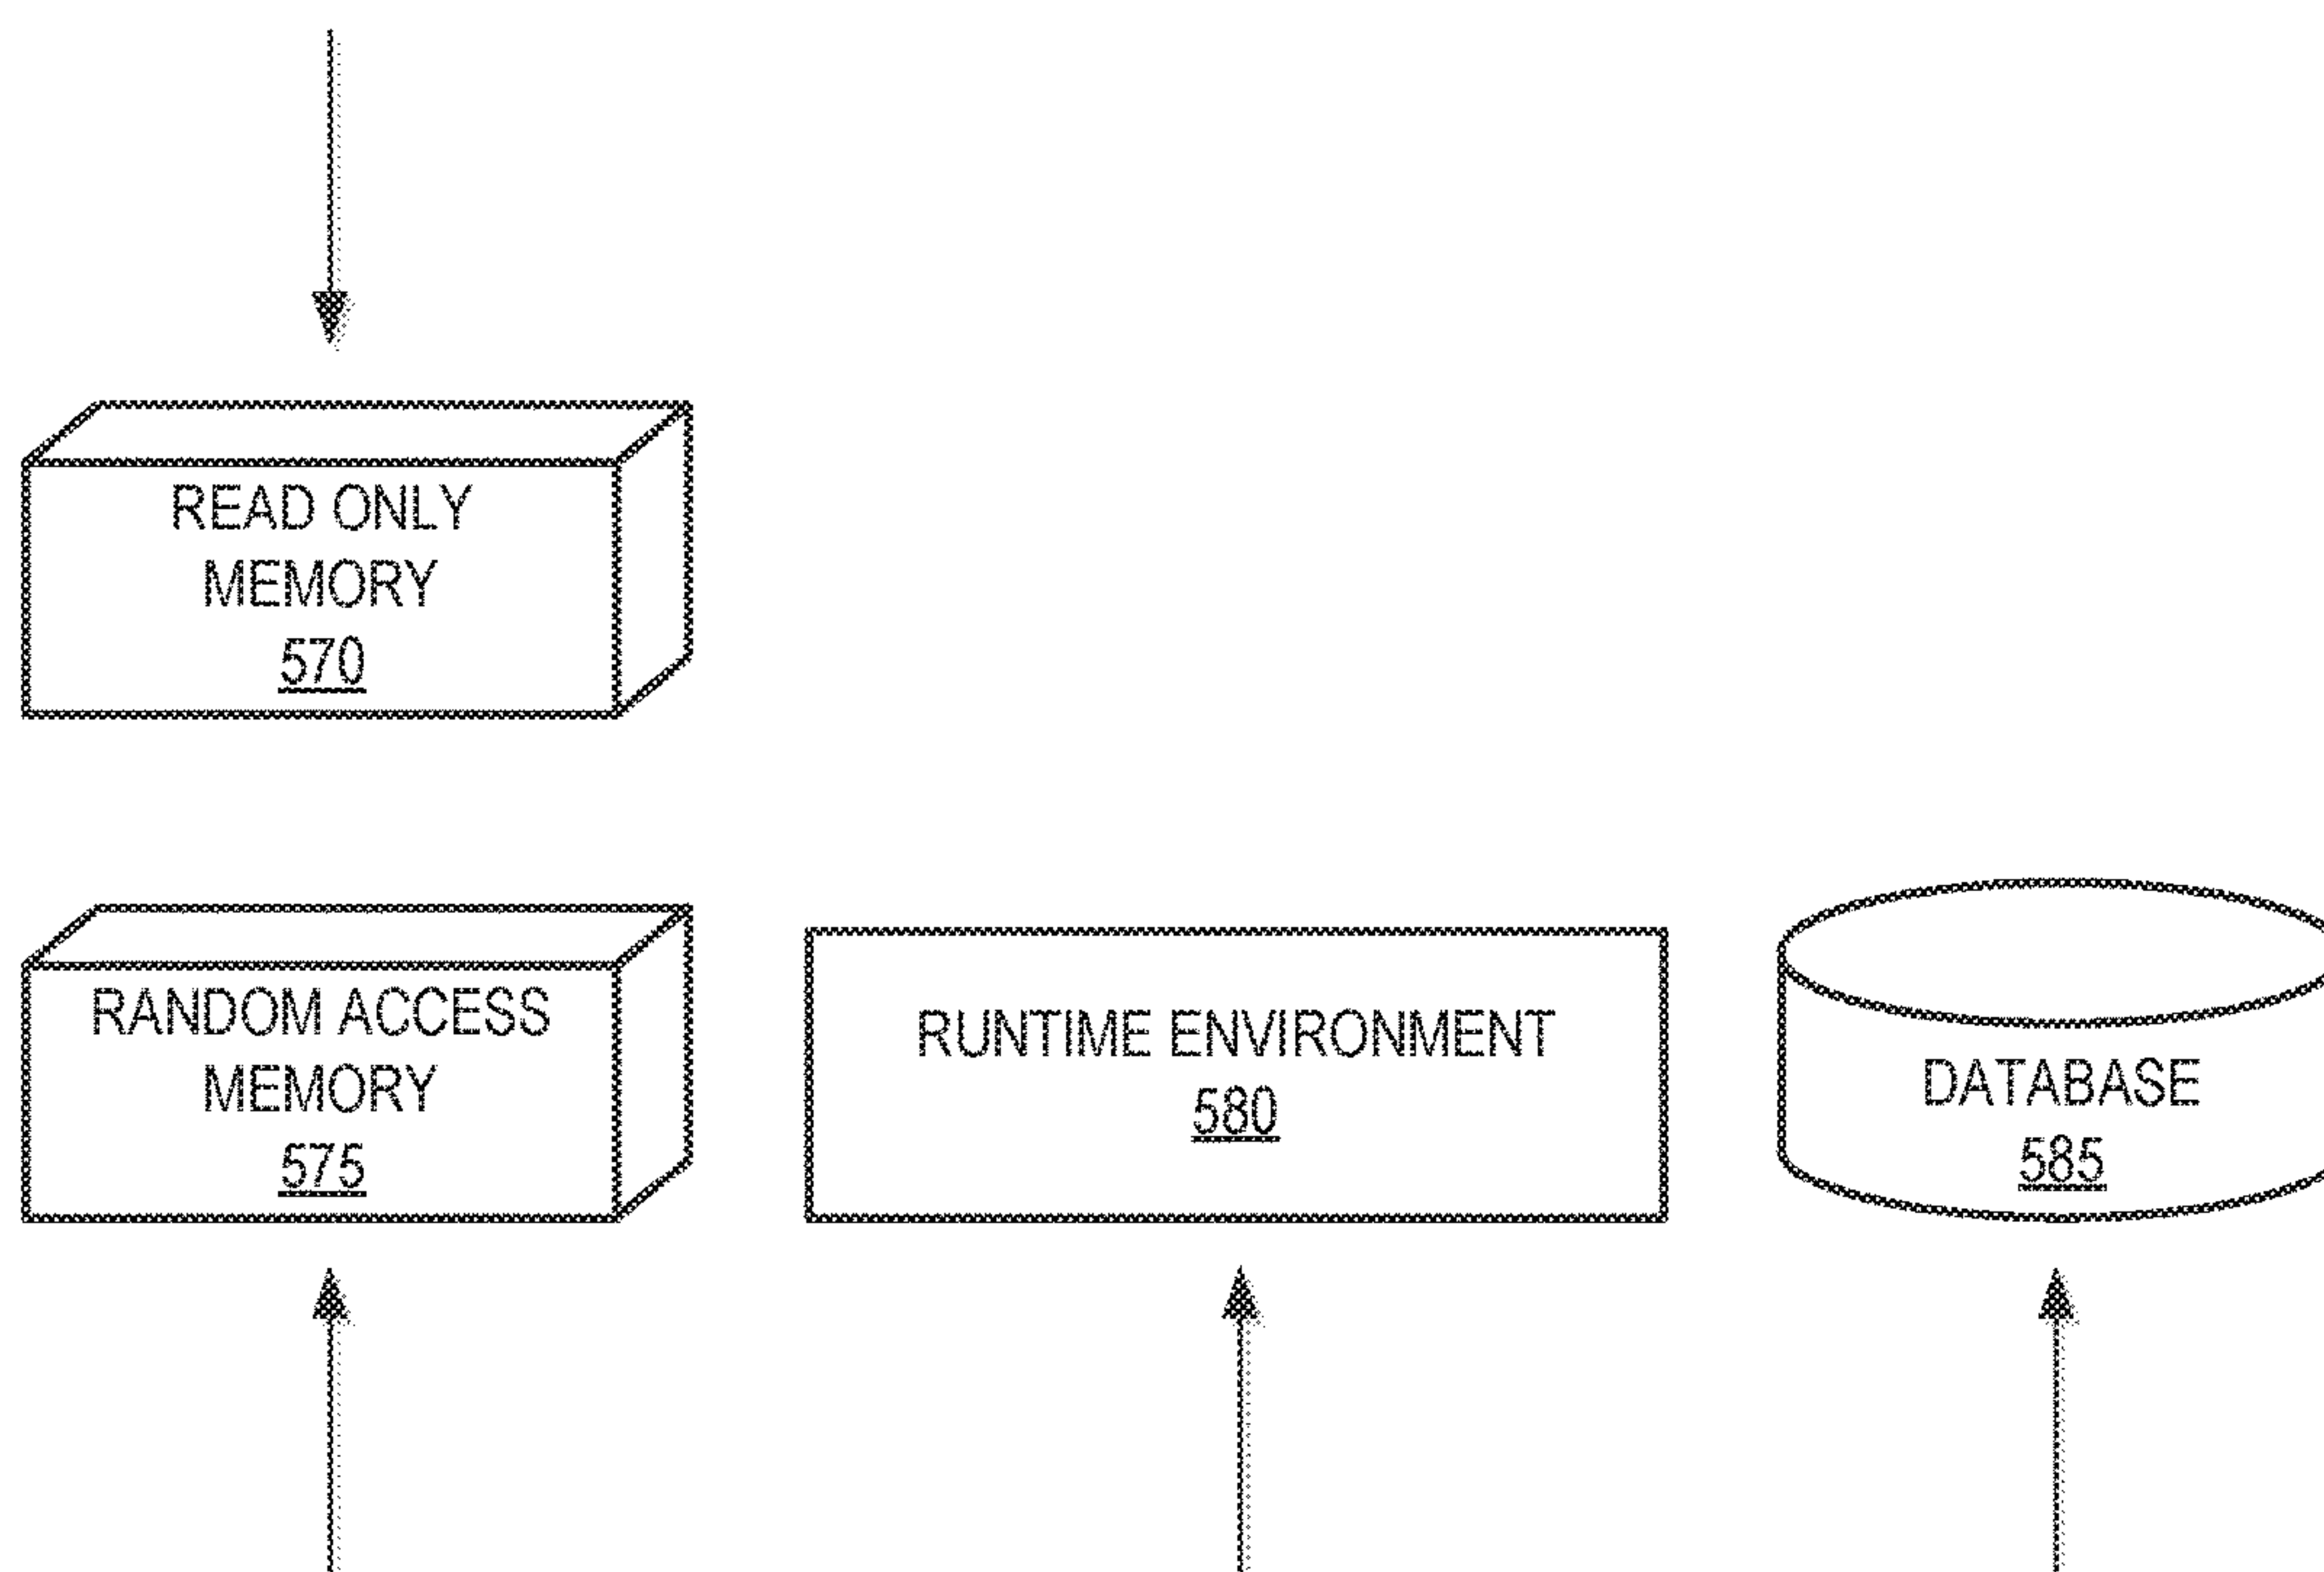 READ ONLY
MEMORY
570
RANDOM ACCESS
MEMORY
575
RUNTIME ENVIRONMENT
580
DATABASE
585